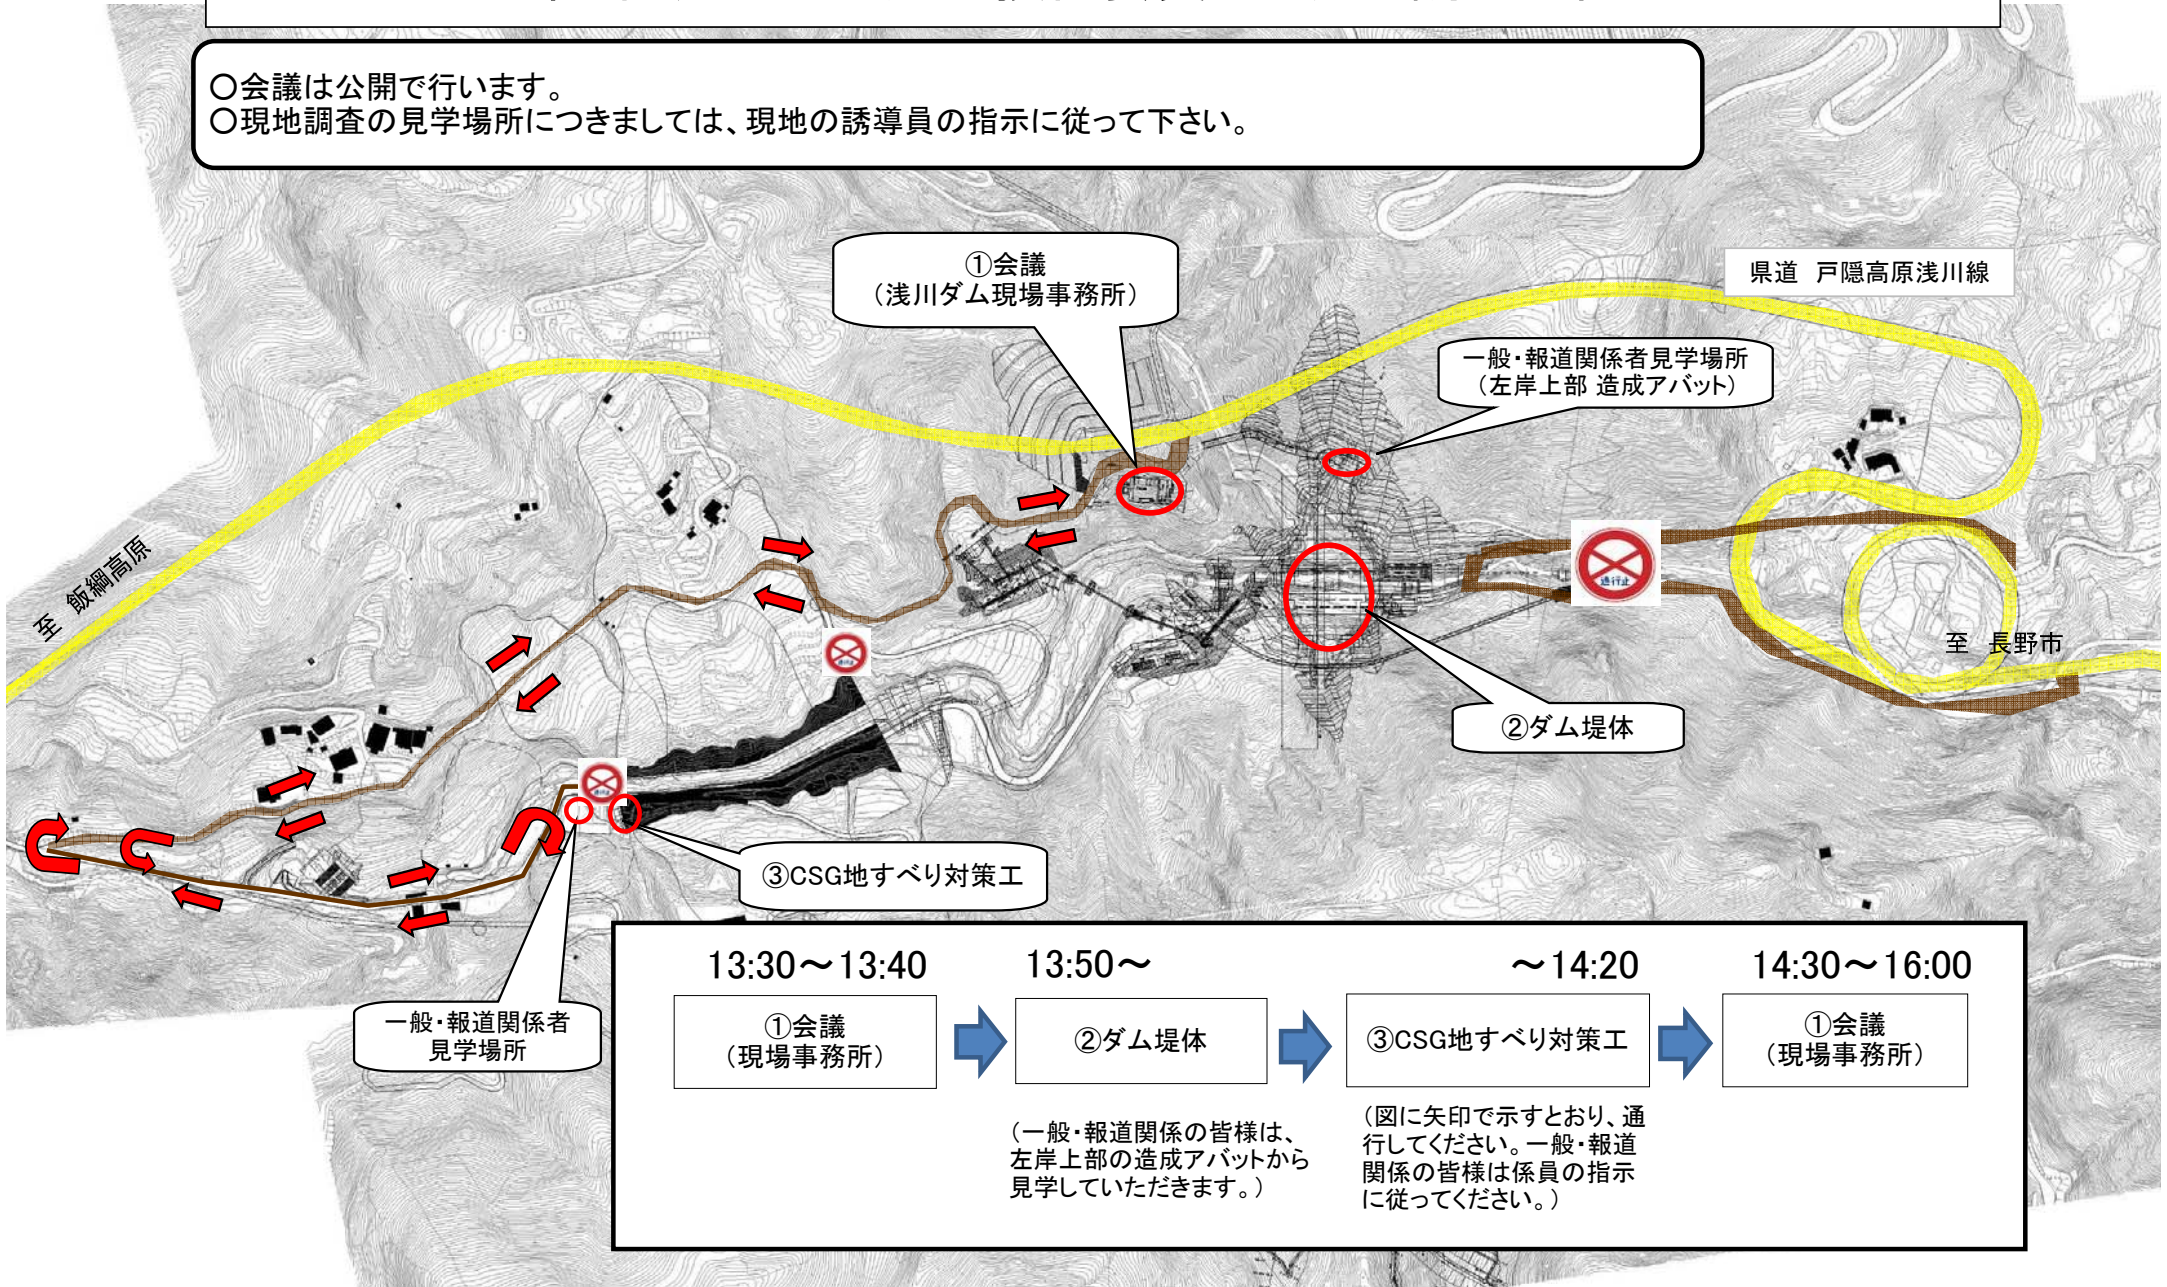 〇会議は公開で行います。
〇現地調査の見学場所につきましては、現地の誘導員の指示に従って下さい。
①会議
（浅川ダム現場事務所）
県道　戸隠高原浅川線
一般・報道関係者見学場所
（左岸上部 造成アバット）
至　飯綱高原
通行止
通行止
通行止
至　長野市
②ダム堤体
③CSG地すべり対策工
一般・報道関係者
見学場所
13:30～13:40
13:50～
～14:20
14:30～16:00
①会議
（現場事務所）
②ダム堤体
③CSG地すべり対策工
①会議
（現場事務所）
（一般・報道関係の皆様は、
左岸上部の造成アバットから
見学していただきます。）
（図に矢印で示すとおり、通
行してください。一般・報道
関係の皆様は係員の指示
に従ってください。）